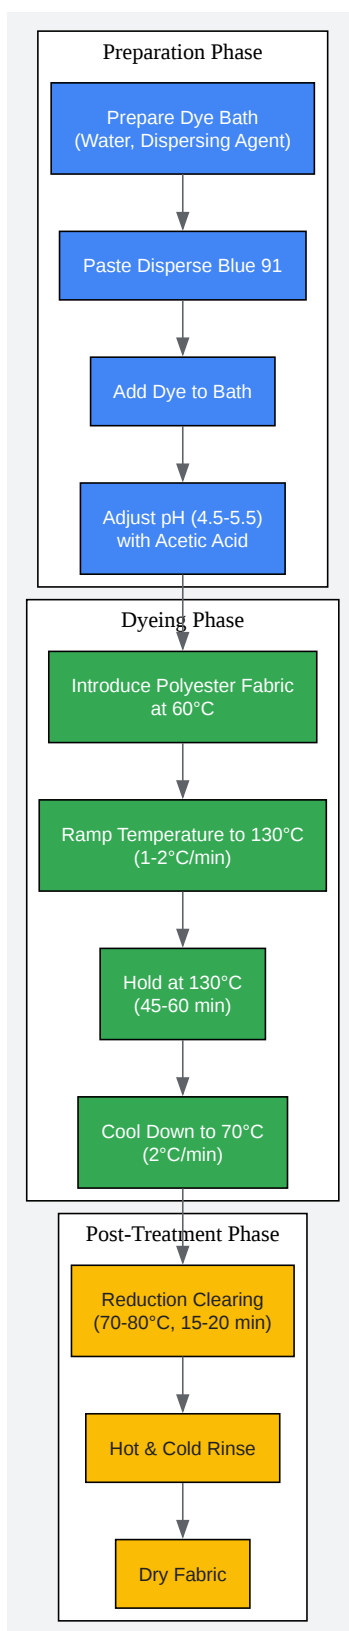 Preparation Phase
Prepare Dye Bath
(Water, Dispersing Agent)
Paste Disperse Blue 91
Add Dye to Bath
Adjust pH (4.5-5.5)
with Acetic Acid
Dyeing Phase
Introduce Polyester Fabric
at 60°C
Ramp Temperature to 130°C
(1-2°C/min)
Hold at 130°C
(45-60 min)
Cool Down to 70°C
(2°C/min)
Post-Treatment Phase
Reduction Clearing
(70-80°C, 15-20 min)
Hot & Cold Rinse
Dry Fabric